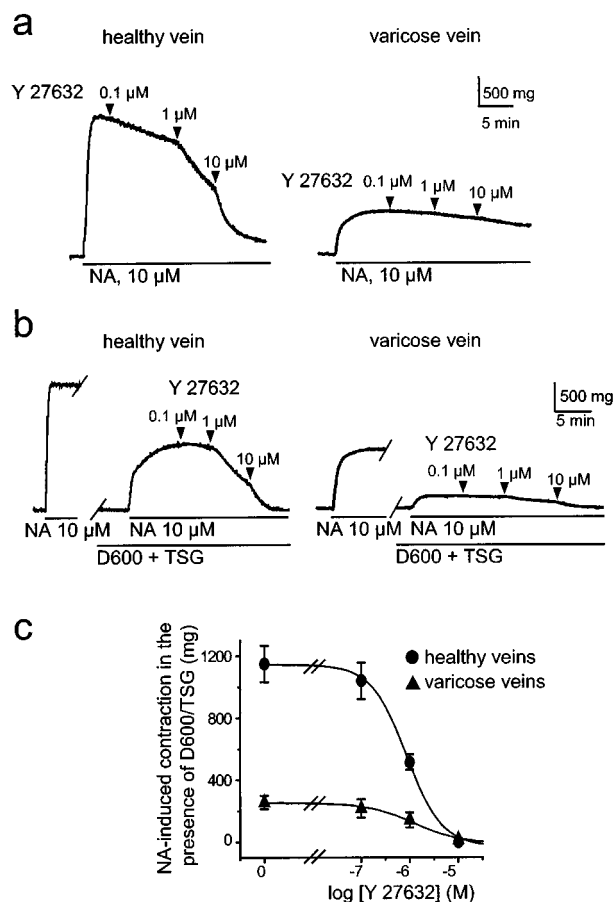 a
healthy vein
varicose vein
Y 27632
0.1 µM
1 µM
10 µM
500 mg
5 min
Y 27632
0.1 µM
1 µM
10 µM
NA, 10 µM
NA, 10 µM
b
healthy vein
varicose vein
Y 27632
0.1 µM
1 µM
10 µM
500 mg
5 min
Y 27632
0.1 µM
1 µM
10 µM
NA 10 µM
NA 10 µM
D600 + TSG
NA 10 µM
NA 10 µM
D600 + TSG
c
NA-induced contraction in the
presence of D600/TSG (mg)
1200
800
400
0
healthy veins
varicose veins
0
-7
-6
-5
log [Y 27632] (M)